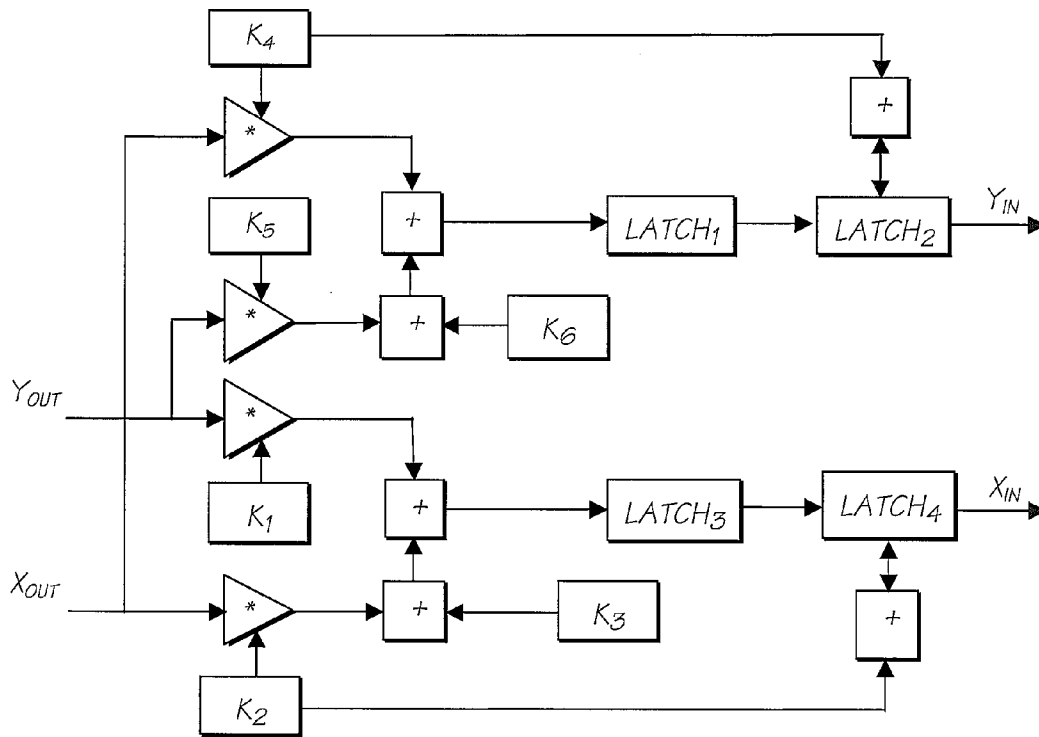 K4
+
*
K5
+
LATCH1
LATCH2
YIN
*
+
K6
YOUT
*
K1
+
LATCH3
LATCH4
XIN
XOUT
*
+
K3
+
K2